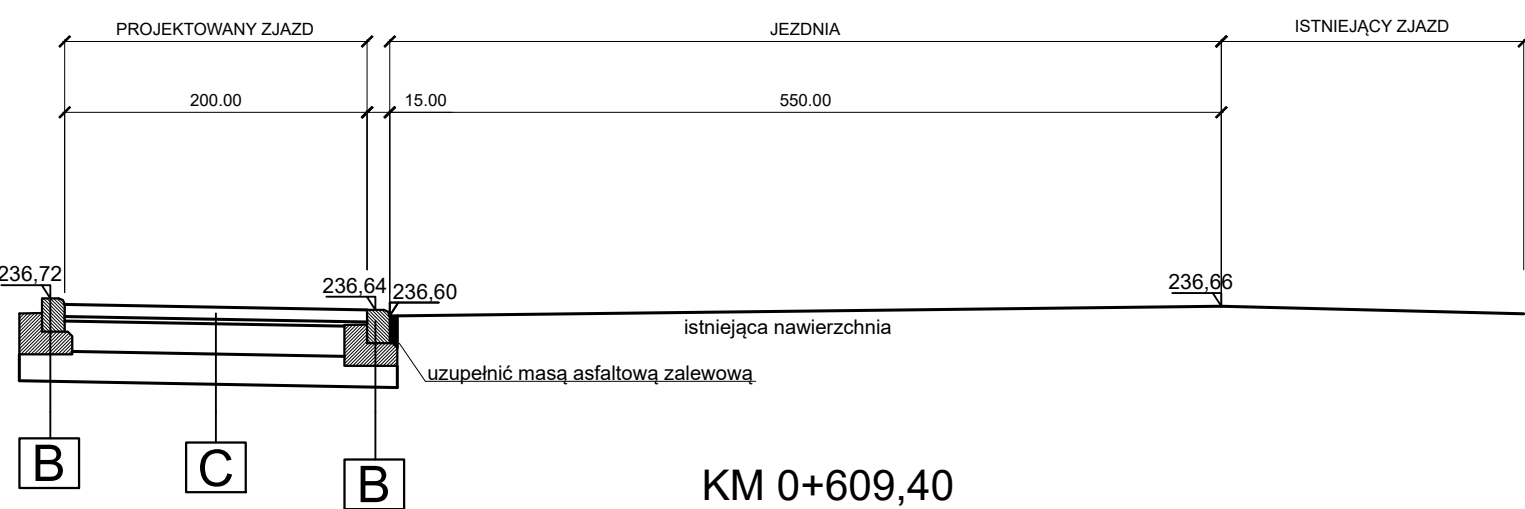 PROJEKTOWANY ZJAZD
JEZDNIA
ISTNIEJĄCY ZJAZD
200.00
15.00
550.00
236,72
236,64
236,60
236,66
istniejąca nawierzchnia
uzupełnić masą asfaltową zalewową
B
C
B
KM 0+609,40